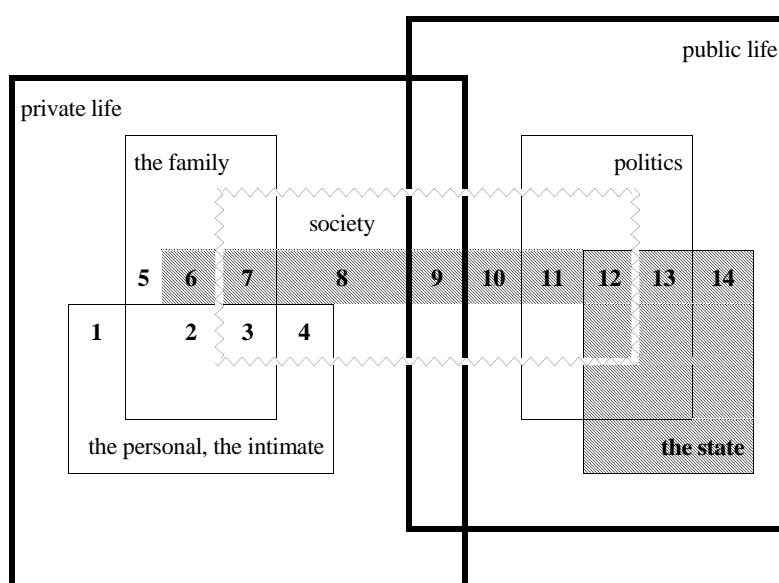 public life
private life
the family politics
society
5 6 7 8 9 10 11 12 13 14
1 2 3 4
the personal, the intimate the state